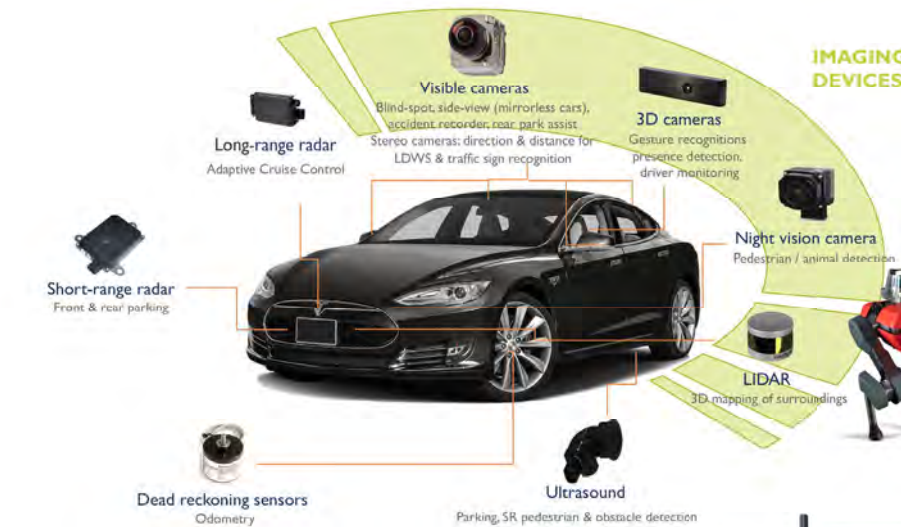 IMAGING
DEVICES
Visible cameras
Blind-spot, side-view (mirrorless cars),
accident recorder, rear park assist
Stereo cameras: direction & distance for
LDWS & traffic sign recognition
3D cameras
Gesture recognitions
presence detection,
driver monitoring
Long-range radar
Adaptive Cruise Control
Night vision camera
Pedestrian / animal detection
Short-range radar
Front & rear parking
LIDAR
3D mapping of surroundings
Dead reckoning sensors
Odometry
Ultrasound
Parking, SR pedestrian & obstacle detection